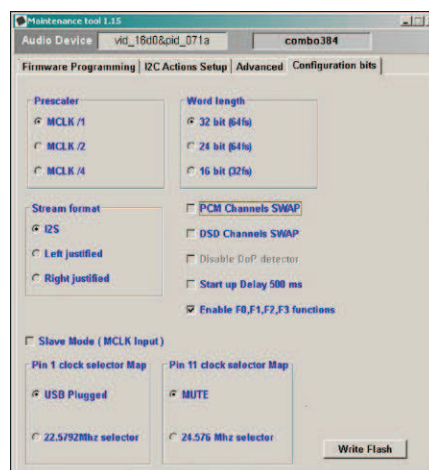 Maintenance tool 1.15
Audio Device vid_16d0&pid_071a combo384
Firmware Programming I2C Actions Setup Advanced Configuration bits
Prescaler Word length
MCLK /1 32 bit (64fs)
MCLK /2 24 bit (64fs)
MCLK /4 16 bit (32fs)
Stream format PCM Channels SWAP
I2S DSD Channels SWAP
Left justified Disable DoP detector
Right justified Start up Delay 500 ms
Enable F0,F1,F2,F3 functions
Slave Mode ( MCLK Input )
Pin 1 clock selector Map Pin 11 clock selector Map
USB Plugged MUTE
22.5792Mhz selector 24.576 Mhz selector
Write Flash